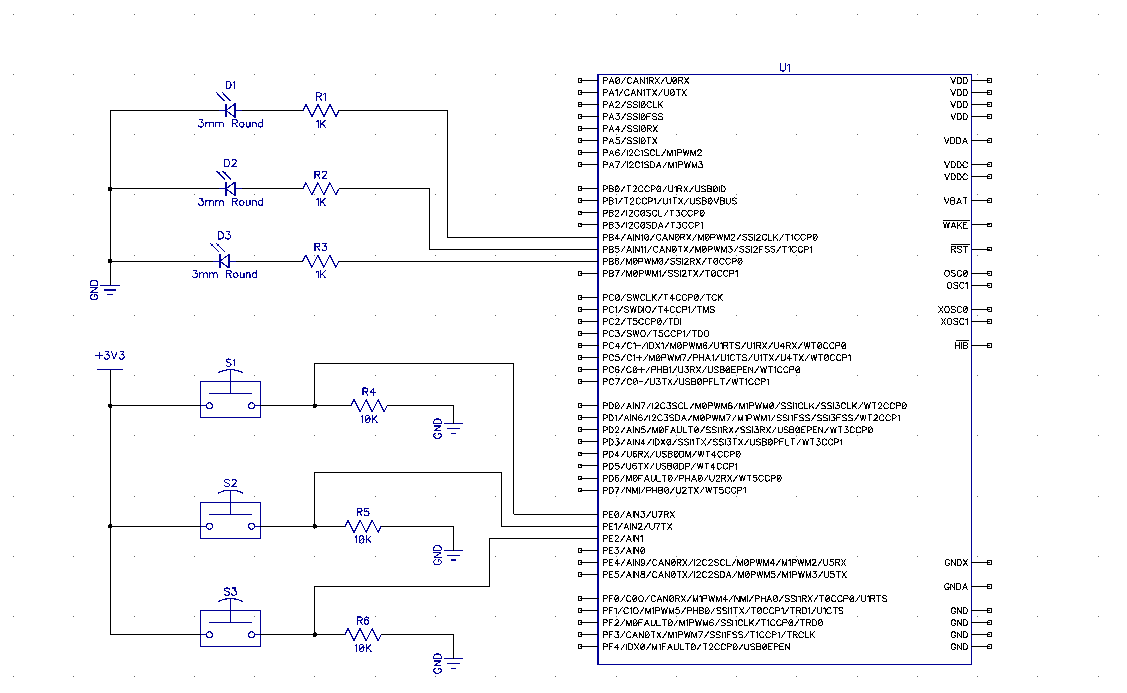 U1
D1
3mm Round
R1
1K
D2
3mm Round
R2
1K
D3
3mm Round
R3
1K
GND
+3V3
S1
R4
10K
GND
S2
R5
10K
GND
S3
R6
10K
GND
PA0/CAN1RX/U0RX
PA1/CAN1TX/U0TX
PA2/SSI0CLK
PA3/SSI0FSS
PA4/SSI0RX
PA5/SSI0TX
PA6/I2C1SCL/M1PWM2
PA7/I2C1SDA/M1PWM3
PB0/T2CCP0/U1RX/USB0ID
PB1/T2CCP1/U1TX/USB0VBUS
PB2/I2C0SCL/T3CCP0
PB3/I2C0SDA/T3CCP1
PB4/AIN10/CAN0RX/M0PWM2/SSI2CLK/T1CCP0
PB5/AIN11/CAN0TX/M0PWM3/SSI2FSS/T1CCP1
PB6/M0PWM0/SSI2RX/T0CCP0
PB7/M0PWM1/SSI2TX/T0CCP1
PC0/SWCLK/T4CCP0/TCK
PC1/SWDIO/T4CCP1/TMS
PC2/T5CCP0/TDI
PC3/SWO/T5CCP1/TDO
PC4/C1-/IDX1/M0PWM6/U1RTS/U1RX/U4RX/WT0CCP0
PC5/C1+/M0PWM7/PHA1/U1CTS/U1TX/U4TX/WT0CCP1
PC6/C0+/PHB1/U3RX/USB0EPEN/WT1CCP0
PC7/C0-/U3TX/USB0PFLT/WT1CCP1
PD0/AIN7/I2C3SCL/M0PWM6/M1PWM0/SSI1CLK/SSI3CLK/WT2CCP0
PD1/AIN6/I2C3SDA/M0PWM7/M1PWM1/SSI1FSS/SSI3FSS/WT2CCP1
PD2/AIN5/M0FAULT0/SSI1RX/SSI3RX/USB0EPEN/WT3CCP0
PD3/AIN4/IDX0/SSI1TX/SSI3TX/USB0PFLT/WT3CCP1
PD4/U6RX/USB0DM/WT4CCP0
PD5/U6TX/USB0DP/WT4CCP1
PD6/M0FAULT0/PHA0/U2RX/WT5CCP0
PD7/NMI/PHB0/U2TX/WT5CCP1
PE0/AIN3/U7RX
PE1/AIN2/U7TX
PE2/AIN1
PE3/AIN0
PE4/AIN9/CAN0RX/I2C2SCL/M0PWM4/M1PWM2/U5RX
PE5/AIN8/CAN0TX/I2C2SDA/M0PWM5/M1PWM3/U5TX
PF0/C0O/CAN0RX/M1PWM4/NMI/PHA0/SSI1RX/T0CCP0/U1RTS
PF1/C1O/M1PWM5/PHB0/SSI1TX/T0CCP1/TRD1/U1CTS
PF2/M0FAULT0/M1PWM6/SSI1CLK/T1CCP0/TRD0
PF3/CAN0TX/M1PWM7/SSI1FSS/T1CCP1/TRCLK
PF4/IDX0/M1FAULT0/T2CCP0/USB0EPEN
VDD
VDD
VDD
VDD
VDDA
VDDC
VDDC
VBAT
WAKE
RST
OSC0
OSC1
XOSC0
XOSC1
HIB
GNDX
GNDA
GND
GND
GND
GND